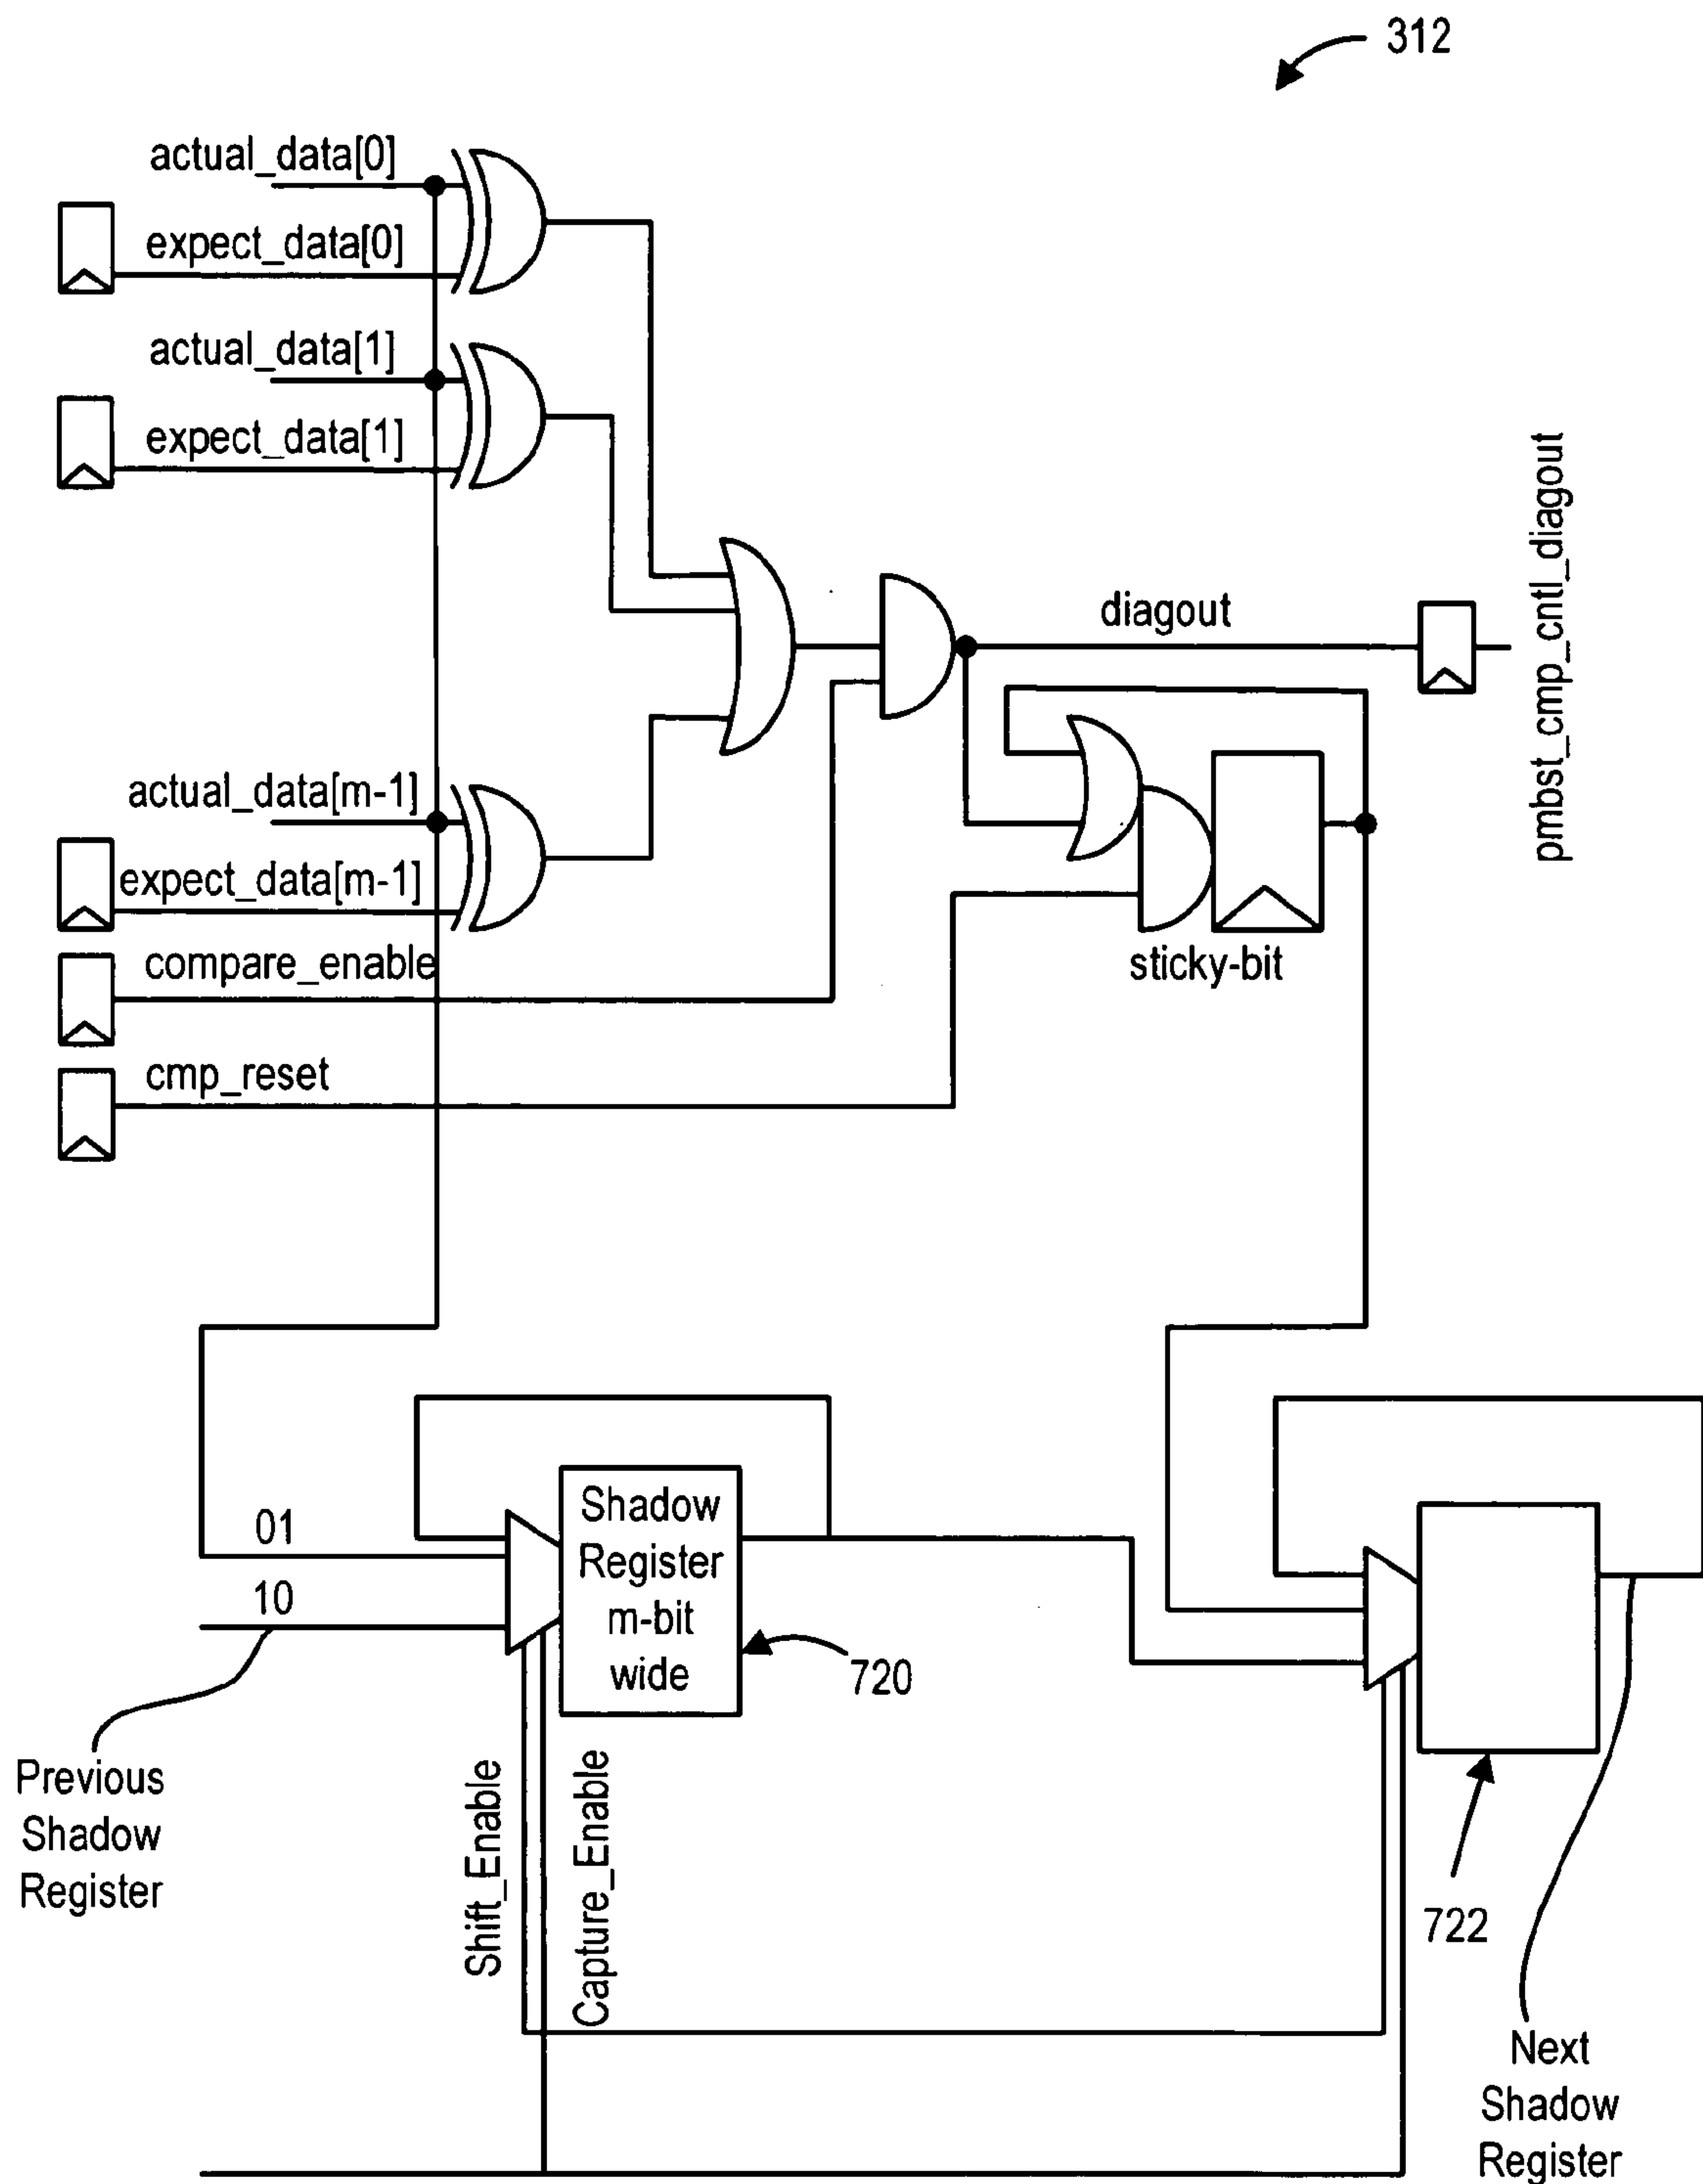 312
actual_data[0]
expect_data[0]
actual_data[1]
expect_data[1]
pmbst_cmp_cntl_diagout
diagout
actual_data[m-1]
expect_data[m-1]
compare_enable
sticky-bit
cmp_reset
01
10
Shadow
Register
m-bit
wide
720
Previous
Shadow
Register
Shift_Enable
Capture_Enable
722
Next
Shadow
Register